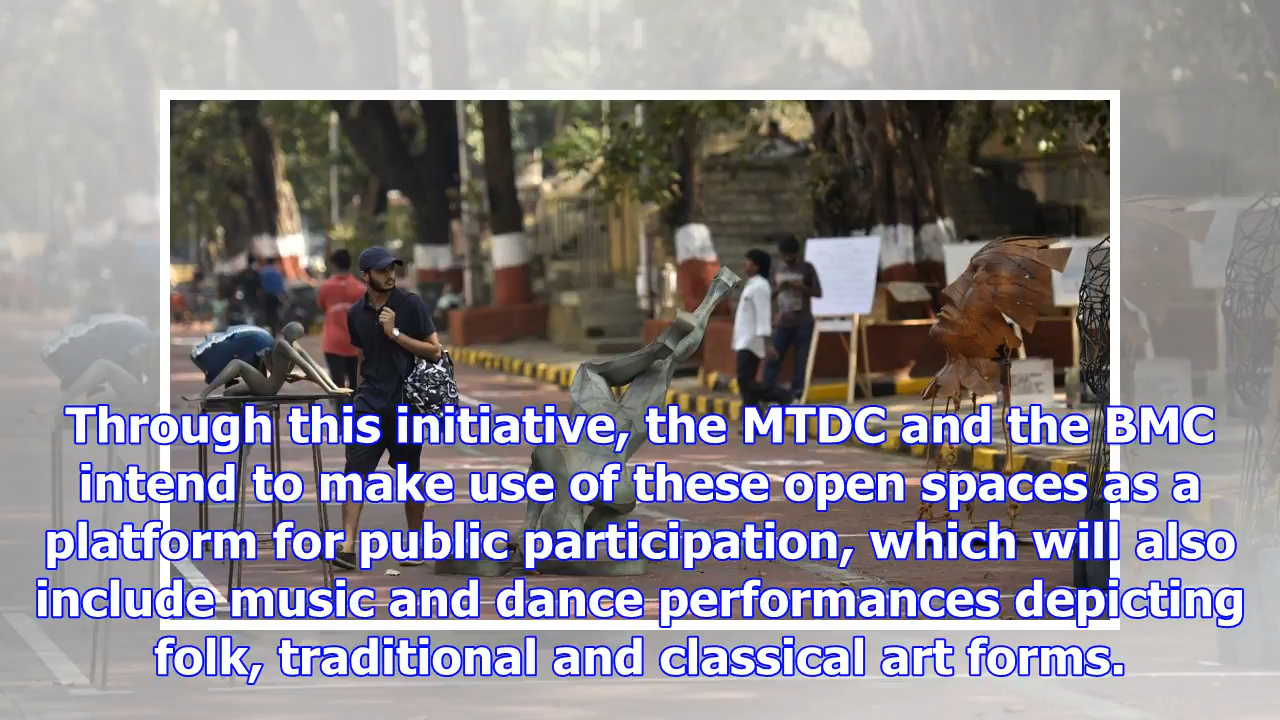 Through this initiative, the MTDC and the BMC
intend to make use of these open spaces as a
platform for public participation, which will also
include music and dance performances depicting
folk, traditional and classical art forms.